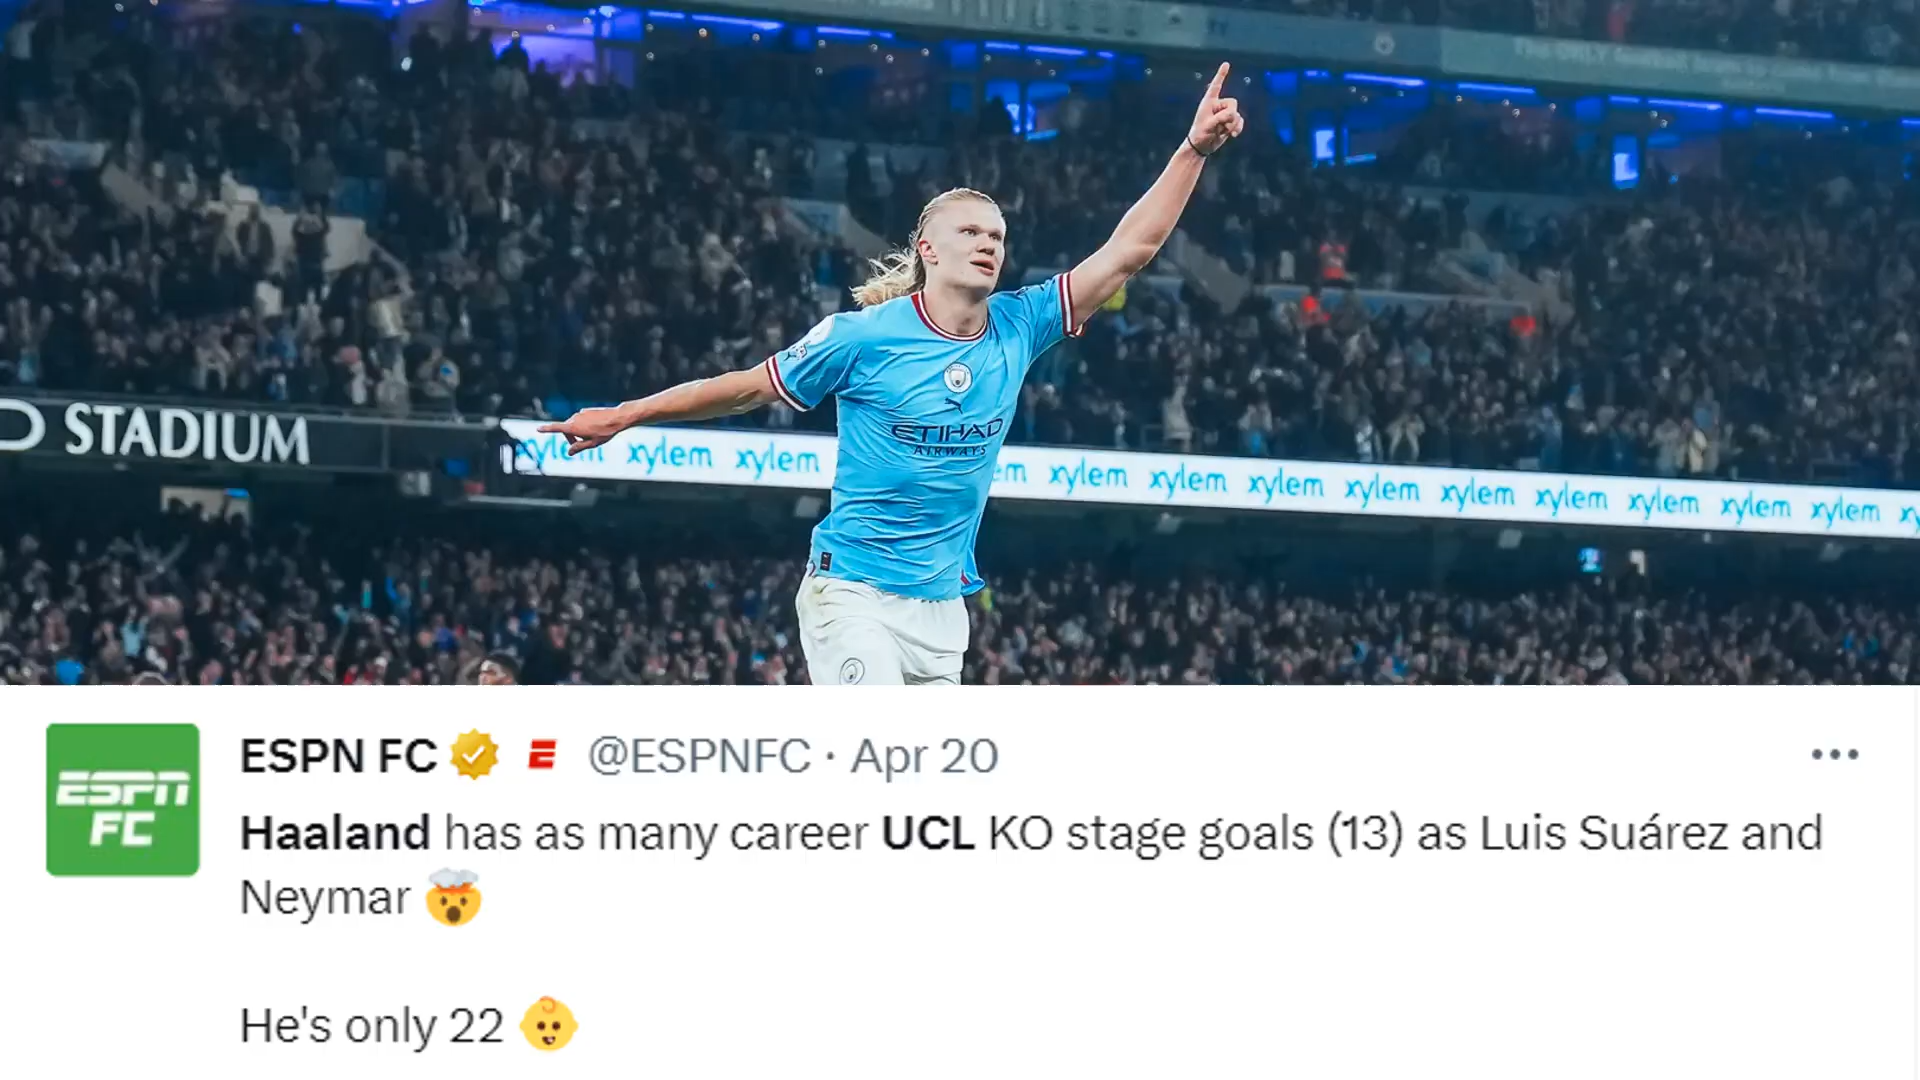 STADIUM
xylem xylem xylem
xylem xylem xylem xylem xylem xylem xylem xylem xylem
ETIHAD
AIRWAYS
ESPN FC @ESPNFC · Apr 20
ESPN
FC
Haaland has as many career UCL KO stage goals (13) as Luis Suárez and
Neymar 🤯
He's only 22 👶